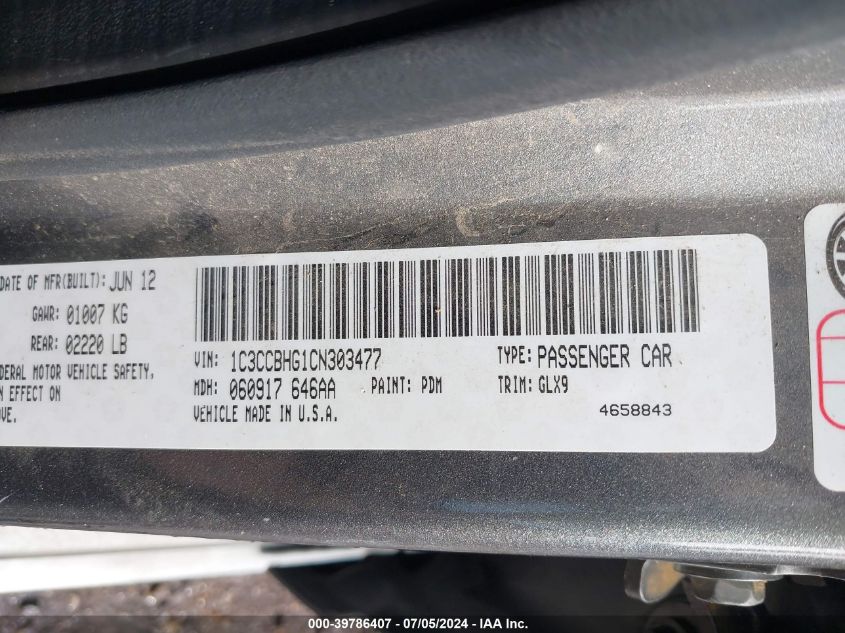 DATE OF MFR(BUILT): JUN 12
GAWR: 01007 KG
REAR: 02220 LB
DERAL MOTOR VEHICLE SAFETY,
N EFFECT ON
VE.
VIN: 1C3CCBHG1CN303477
TYPE: PASSENGER CAR
MDH: 060917 646AA PAINT: PDM
TRIM: GLX9
VEHICLE MADE IN U.S.A.
4658843
000-39786407 - 07/05/2024 - IAA Inc.